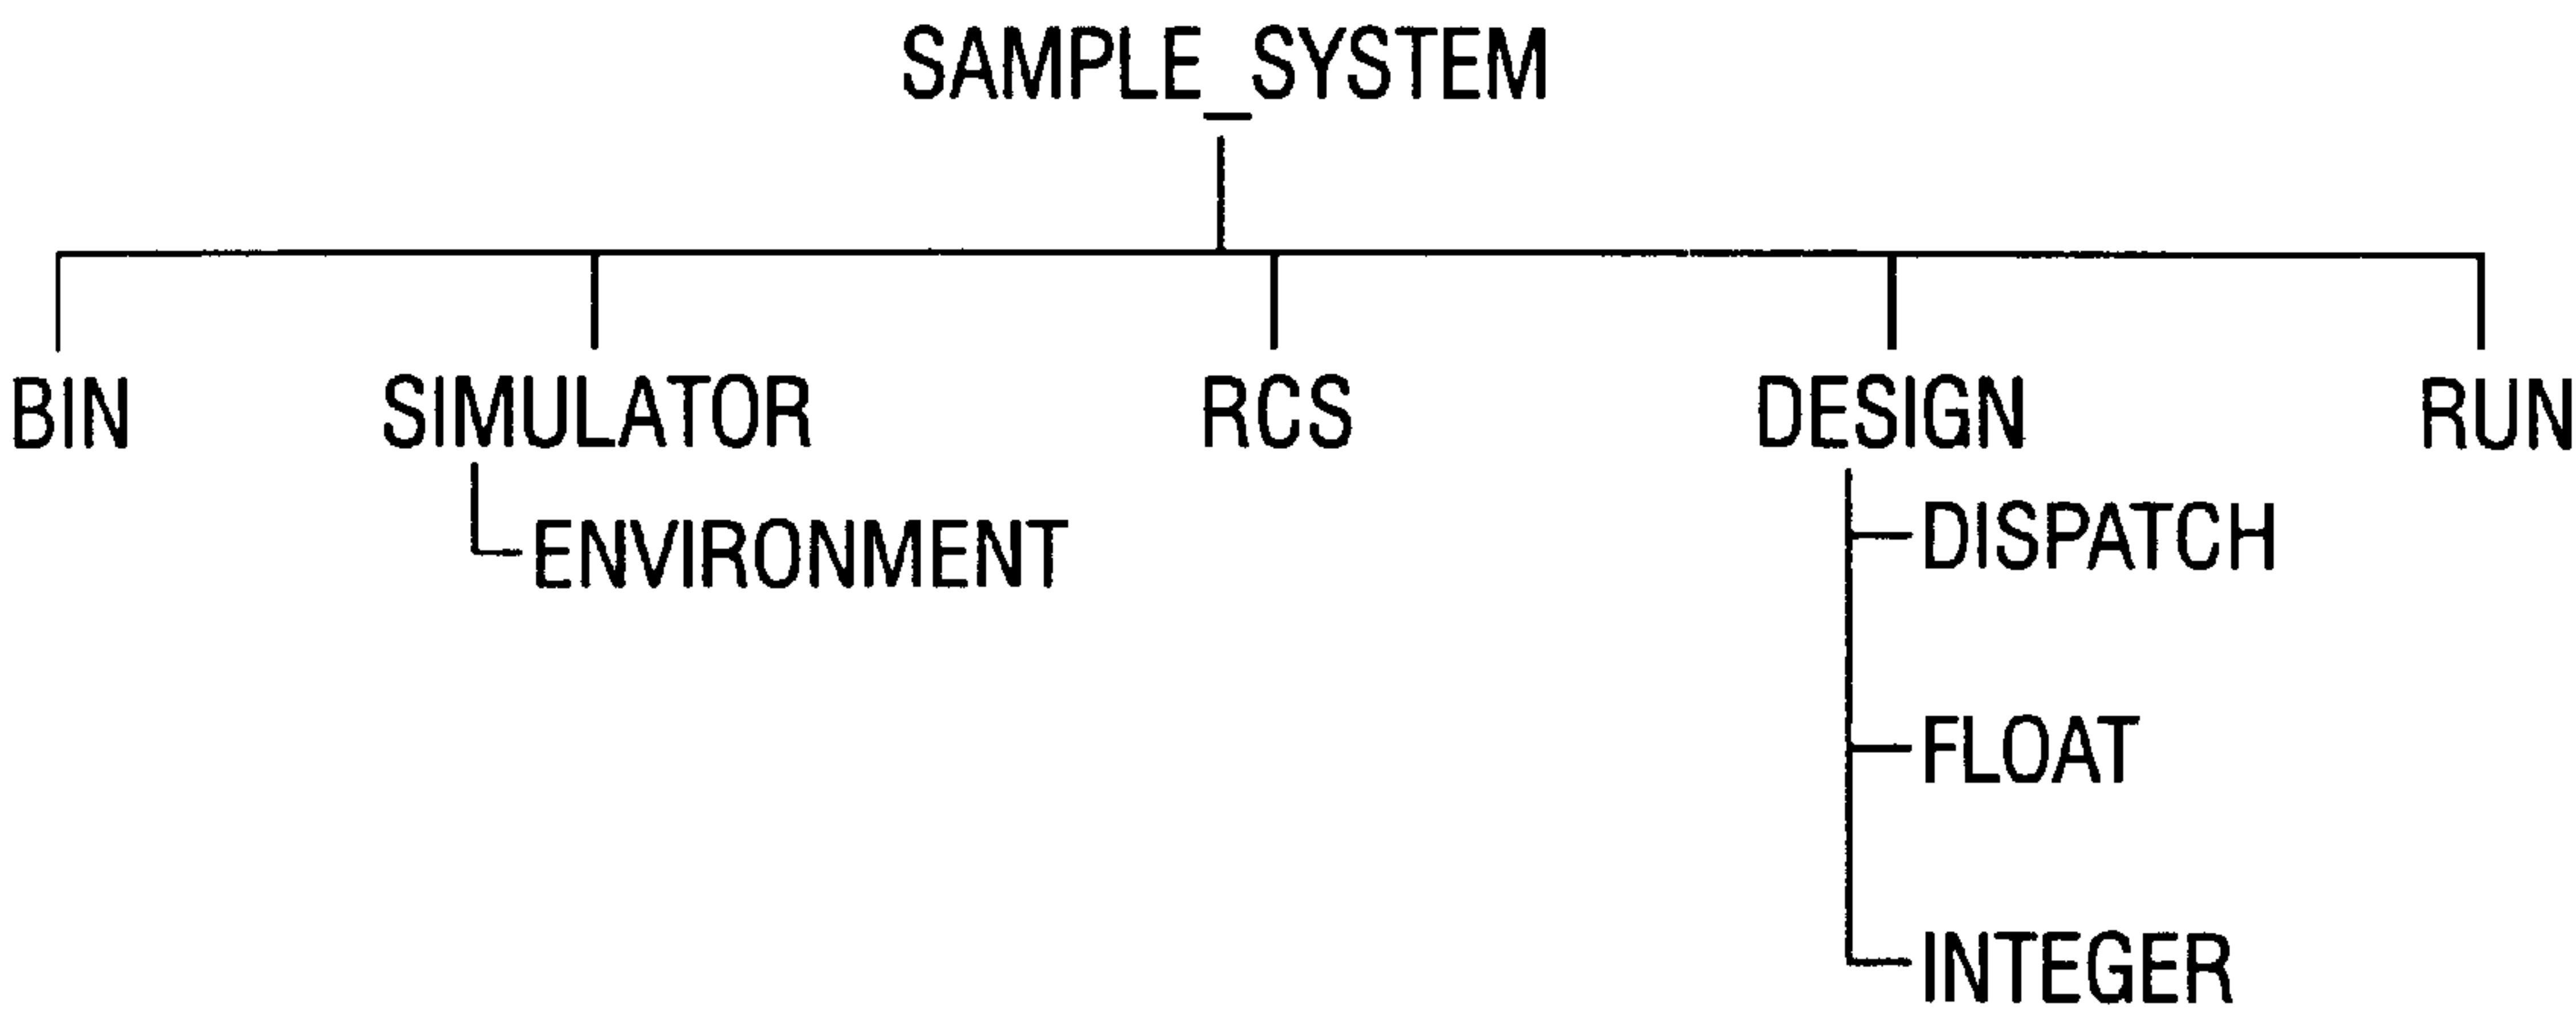 SAMPLE_SYSTEM
BIN SIMULATOR RCS DESIGN RUN
ENVIRONMENT
DISPATCH
FLOAT
INTEGER